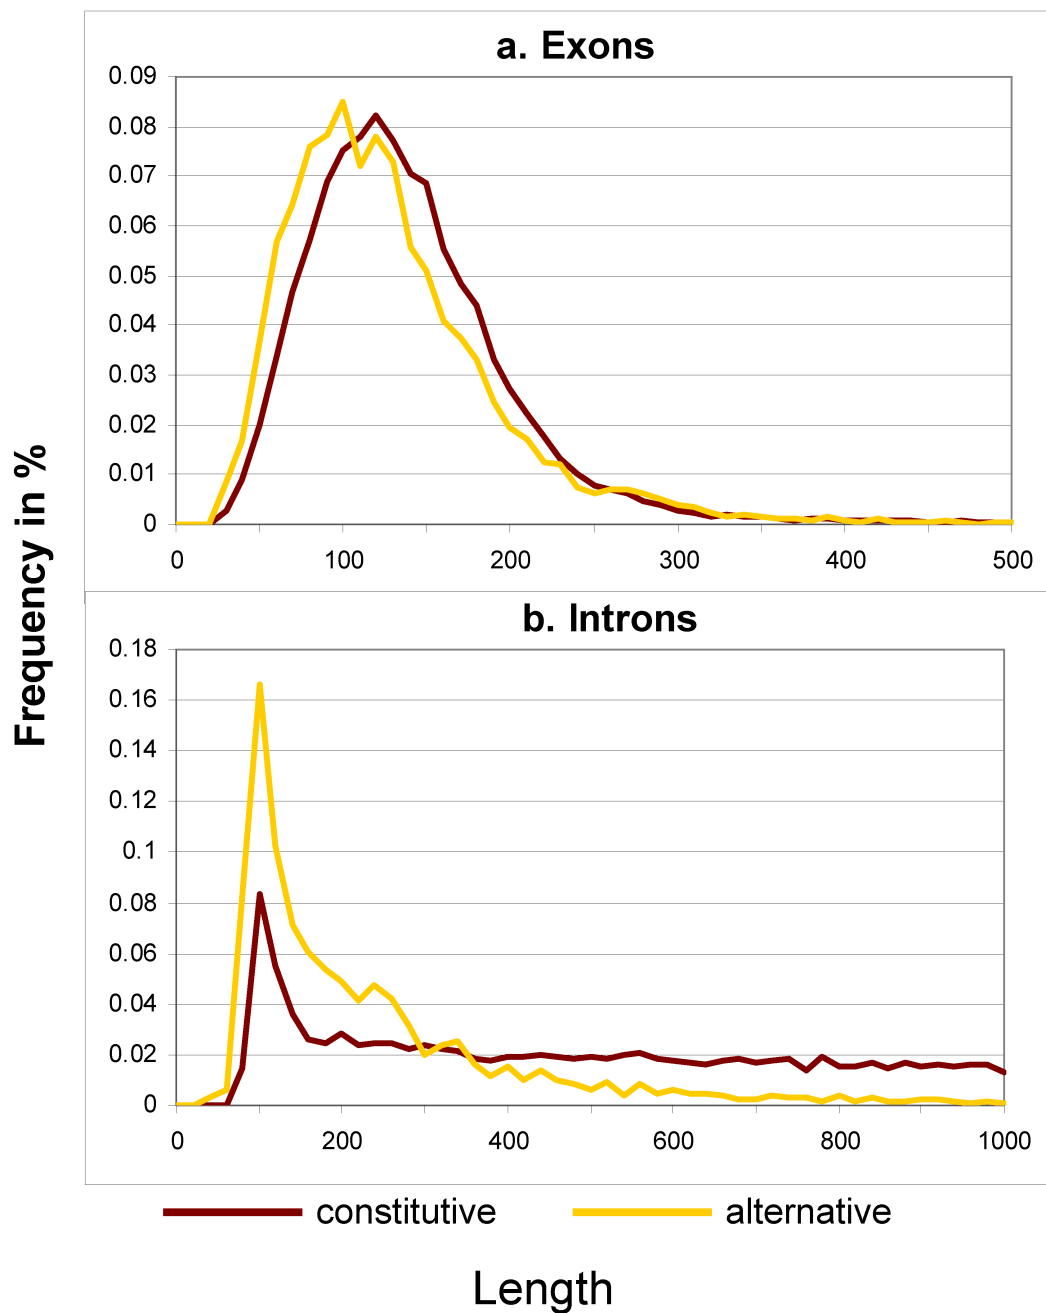 a. Exons
0.09
0.08
0.07
0.06
0.05
0.04
0.03
0.02
0.01
0
0 100 200 300 400 500
Frequency in %
b. Introns
0.18
0.16
0.14
0.12
0.1
0.08
0.06
0.04
0.02
0
0 200 400 600 800 1000
constitutive alternative
Length